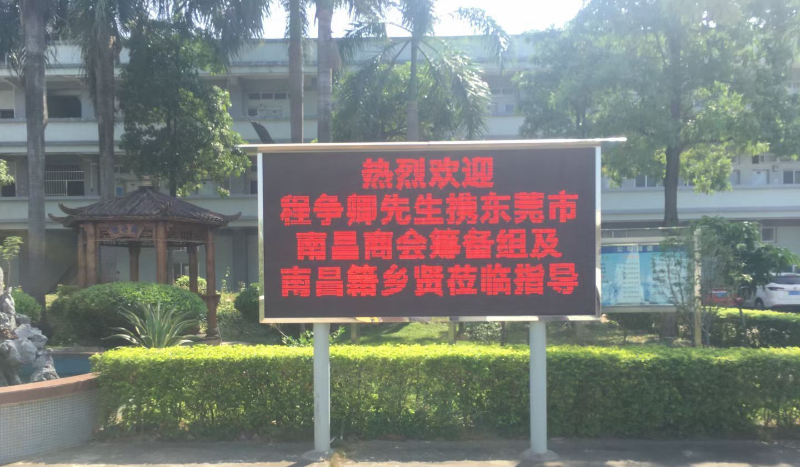 热烈欢迎
程争卿先生携东莞市
南昌商会筹备组及
南昌籍乡贤莅临指导